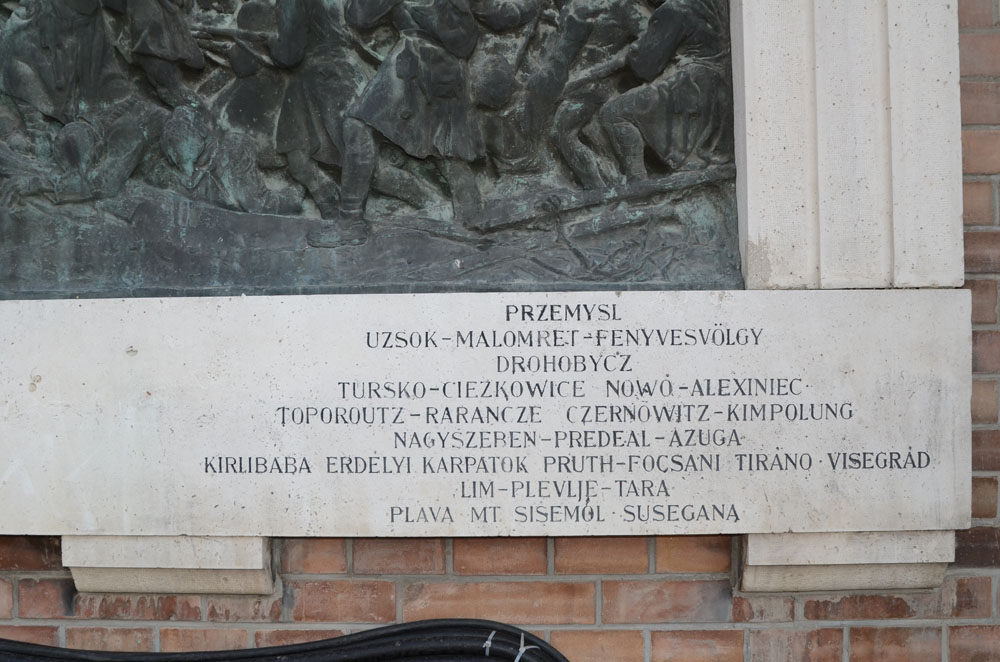 PRZEMYSL
UZSOK-MALOMRET-FENYVESVÖLGY
DROHOBYCZ
TURSKO-CIEZKOWICE NOWO-ALEXINIEC·
TOPOROUTZ-RARANCZE CZERNOWITZ-KIMPOLUNG
NAGYSZEBEN-PREDEAL-AZUGA
KIRLIBABA ERDÉLYI KÁRPÁTOK PRUTH-FOCSANI TIRANO·VISEGRÁD
LIM-PLEVLJE-TARA
PLAVA MT SISEMOL·SUSEGANA